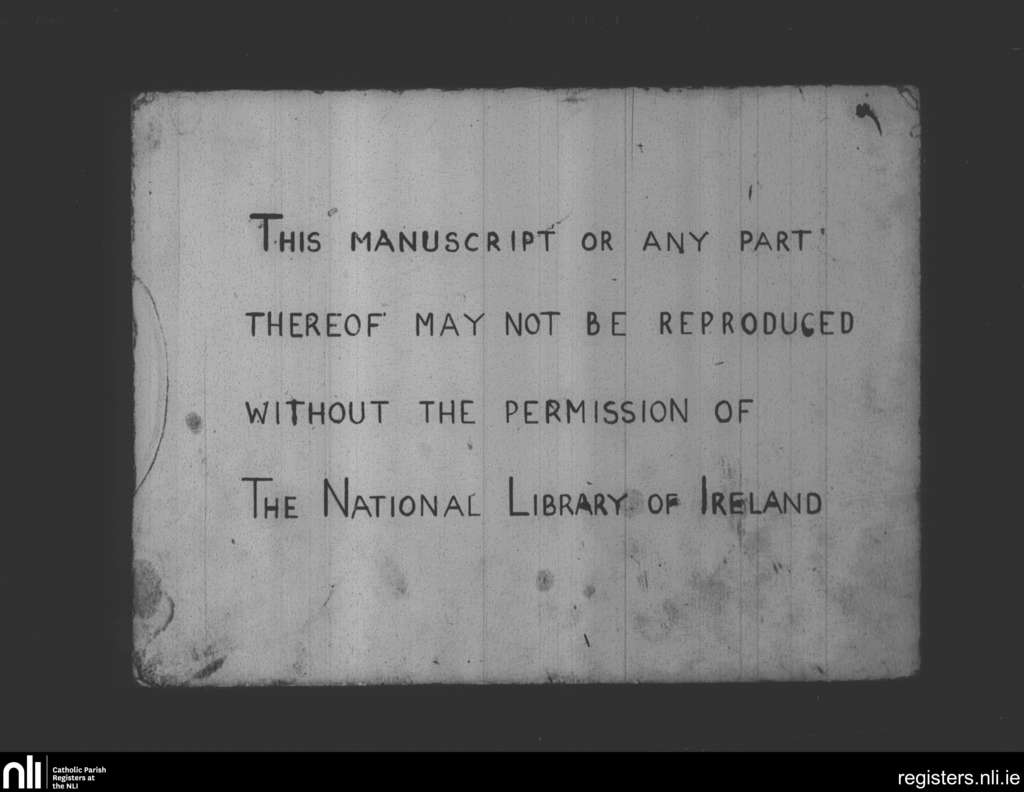 THIS MANUSCRIPT OR ANY PART
THEREOF MAY NOT BE REPRODUCED
WITHOUT THE PERMISSION OF
THE NATIONAL LIBRARY OF IRELAND
nli
Catholic Parish
Registers at
the NLI
registers.nli.ie